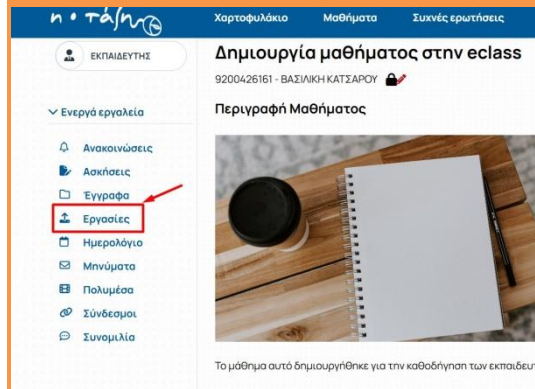 η • τάξη
Χαρτοφυλάκιο Μαθήματα Συχνές ερωτήσεις
ΕΚΠΑΙΔΕΥΤΗΣ
Δημιουργία μαθήματος στην eclass
9200426161 - ΒΑΣΙΛΙΚΗ ΚΑΤΣΑΡΟΥ
Περιγραφή Μαθήματος
Ενεργά εργαλεία
Ανακοινώσεις
Ασκήσεις
Έγγραφα
Εργασίες
Ημερολόγιο
Μηνύματα
Πολυμέσα
Σύνδεσμοι
Συνομιλία
Το μάθημα αυτό δημιουργήθηκε για την καθοδήγηση των εκπαιδευ